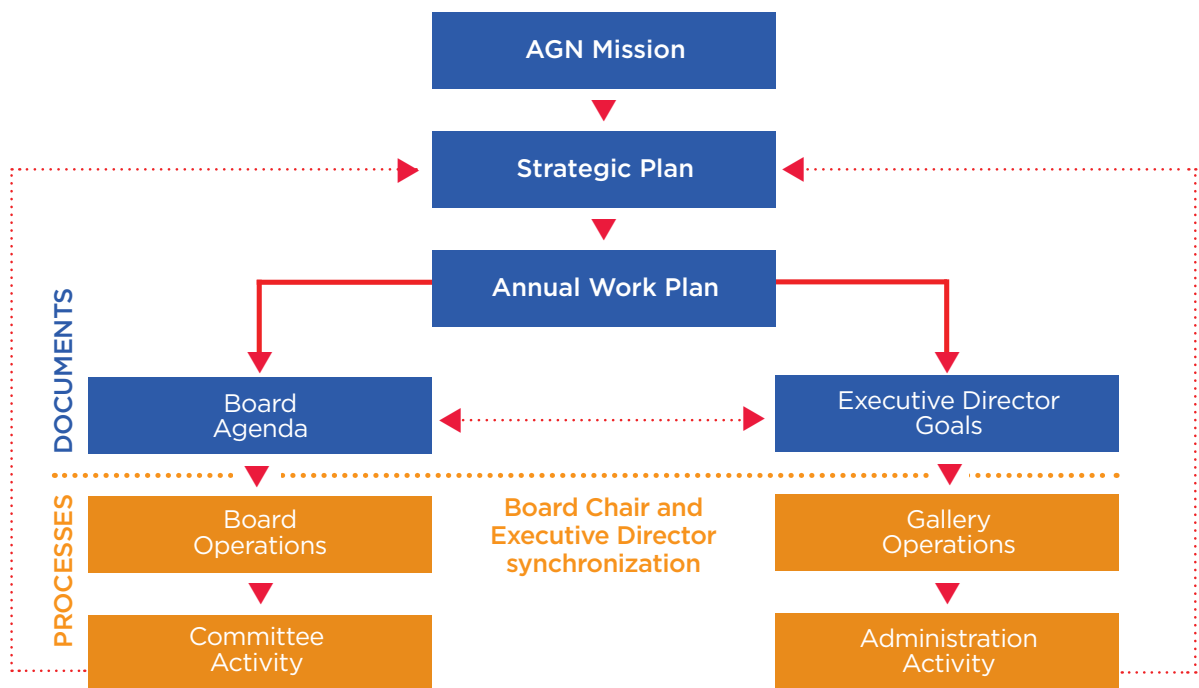 AGN Mission
Strategic Plan
Annual Work Plan
DOCUMENTS
Board
Agenda
Executive Director
Goals
PROCESSES
Board
Operations
Board Chair and
Executive Director
synchronization
Gallery
Operations
Committee
Activity
Administration
Activity